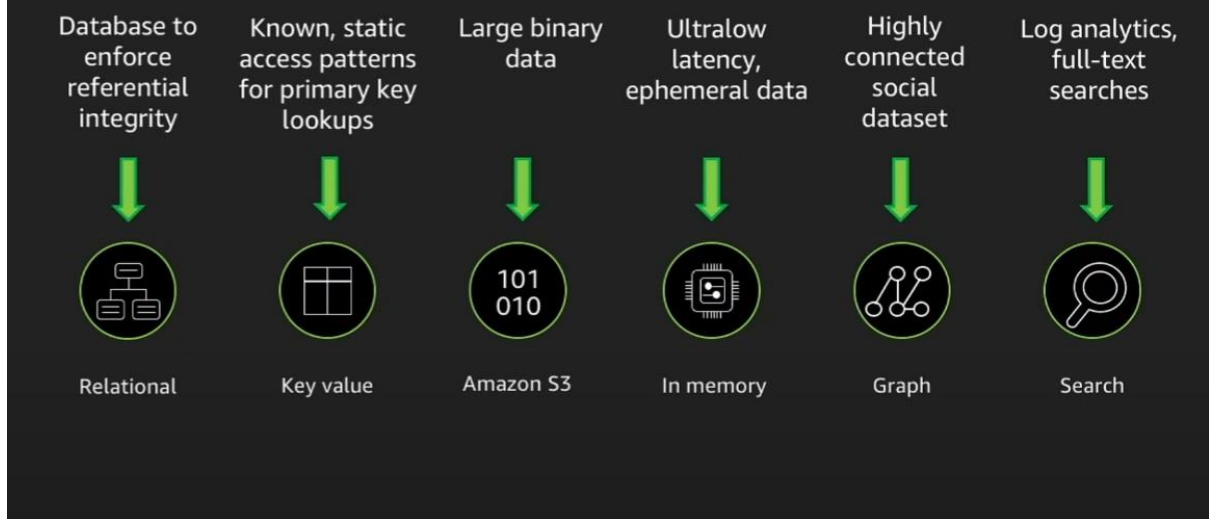 Database to
enforce
referential
integrity
Known, static
access patterns
for primary key
lookups
Large binary
data
Ultralow
latency,
ephemeral data
Highly
connected
social
dataset
Log analytics,
full-text
searches
101
010
Relational
Key value
Amazon S3
In memory
Graph
Search